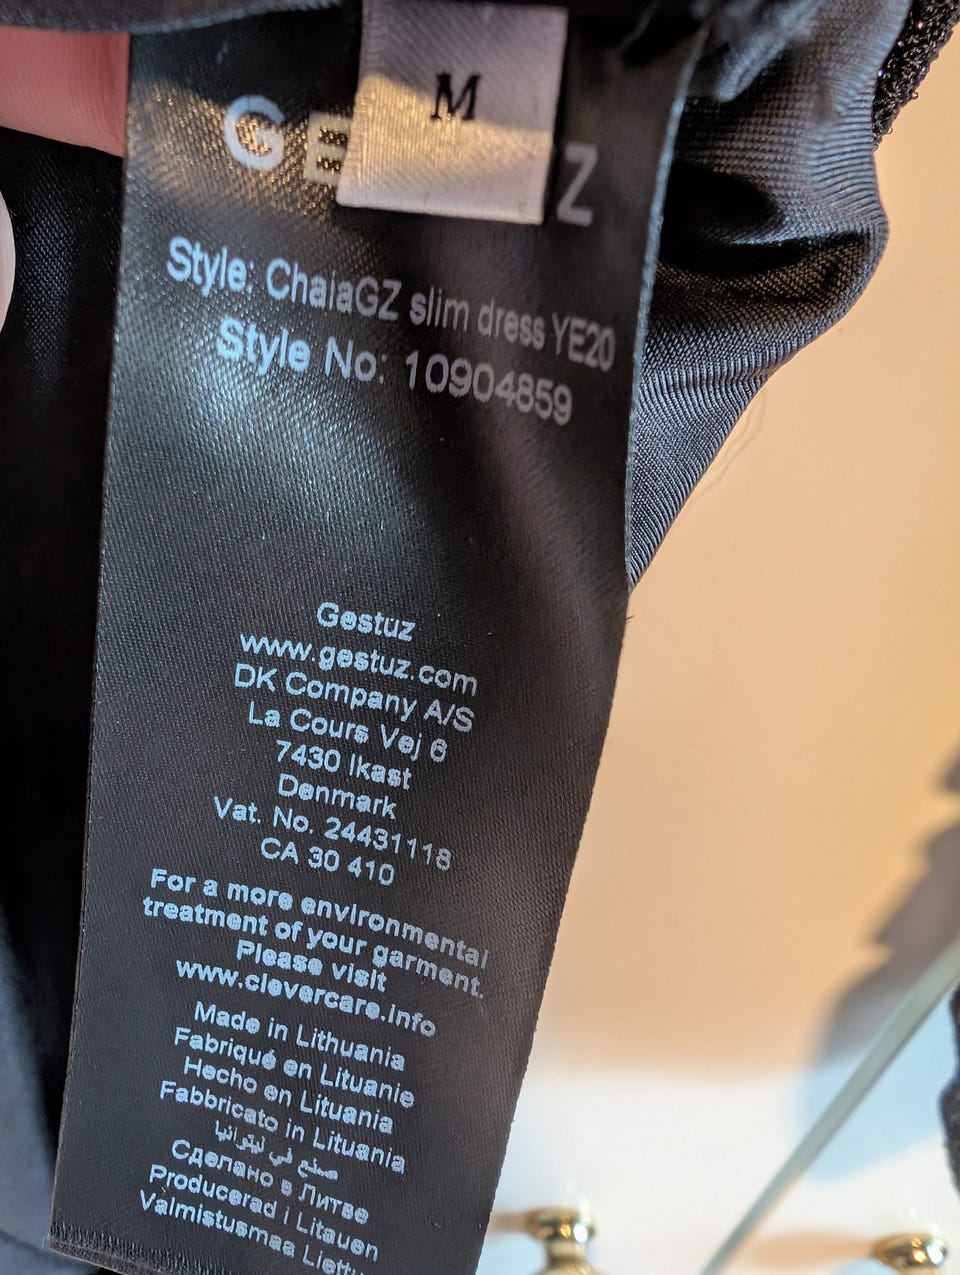 M
GE Z
Style: ChaiaGZ slim dress YE20
Style No: 10904859
Gestuz
www.gestuz.com
DK Company A/S
La Cours Vej 6
7430 Ikast
Denmark
Vat. No. 24431118
CA 30 410
For a more environmental
treatment of your garment.
Please visit
www.clevercare.info
Made in Lithuania
Fabriqué en Lituanie
Hecho en Lituania
Fabbricato in Lituania
صنع في ليتوانيا
Сделано в Литве
Producerad i Litauen
Valmistusmaa